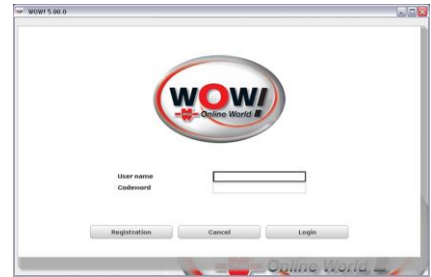 WOW! 5.00.0
WOW!
Online World
User name
Codeword
Registration
Cancel
Login
Online World